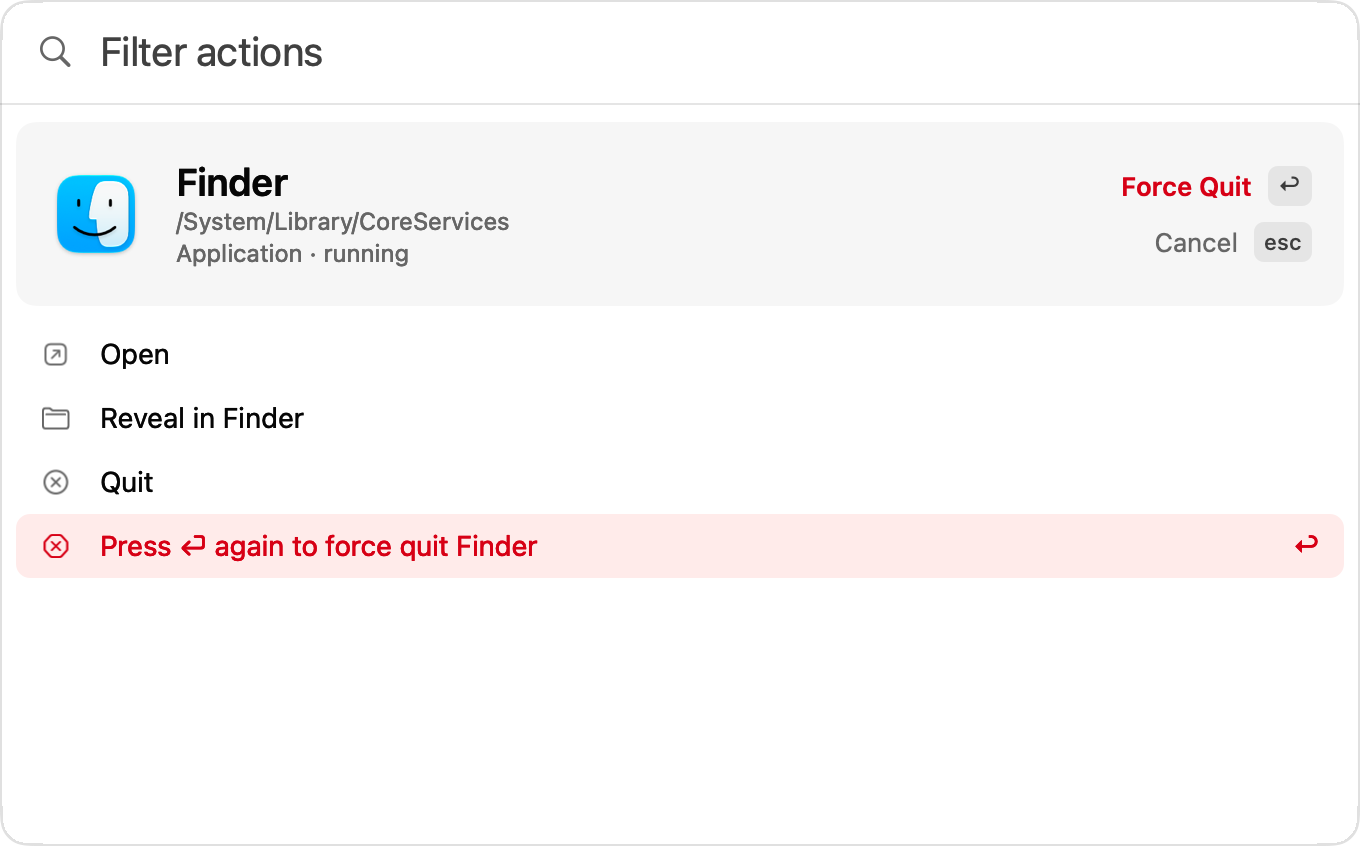 Filter actions
Finder
/System/Library/CoreServices
Application · running
Force Quit ↩
Cancel esc
Open
Reveal in Finder
Quit
Press ↩ again to force quit Finder ↩